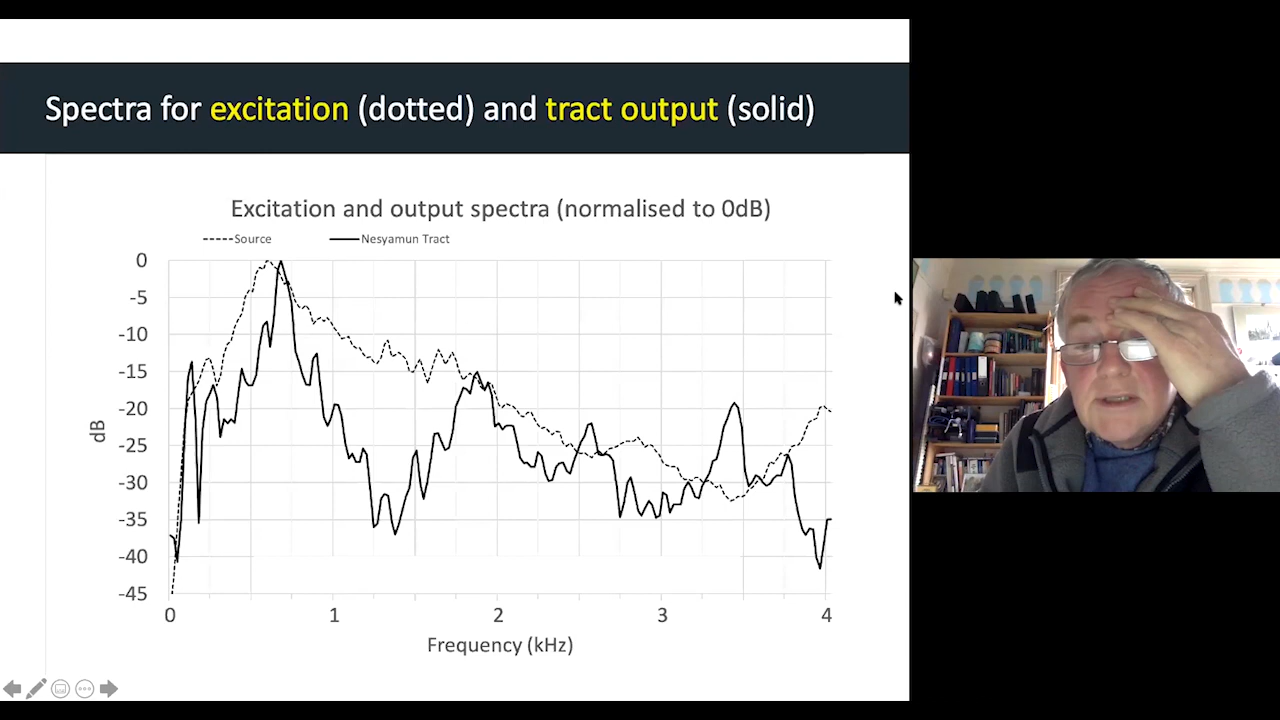 Spectra for excitation (dotted) and tract output (solid)
Excitation and output spectra (normalised to 0dB)
Source Nesyamun Tract
0
-5
-10
-15
-20
-25
-30
-35
-40
-45
dB
0 1 2 3 4
Frequency (kHz)